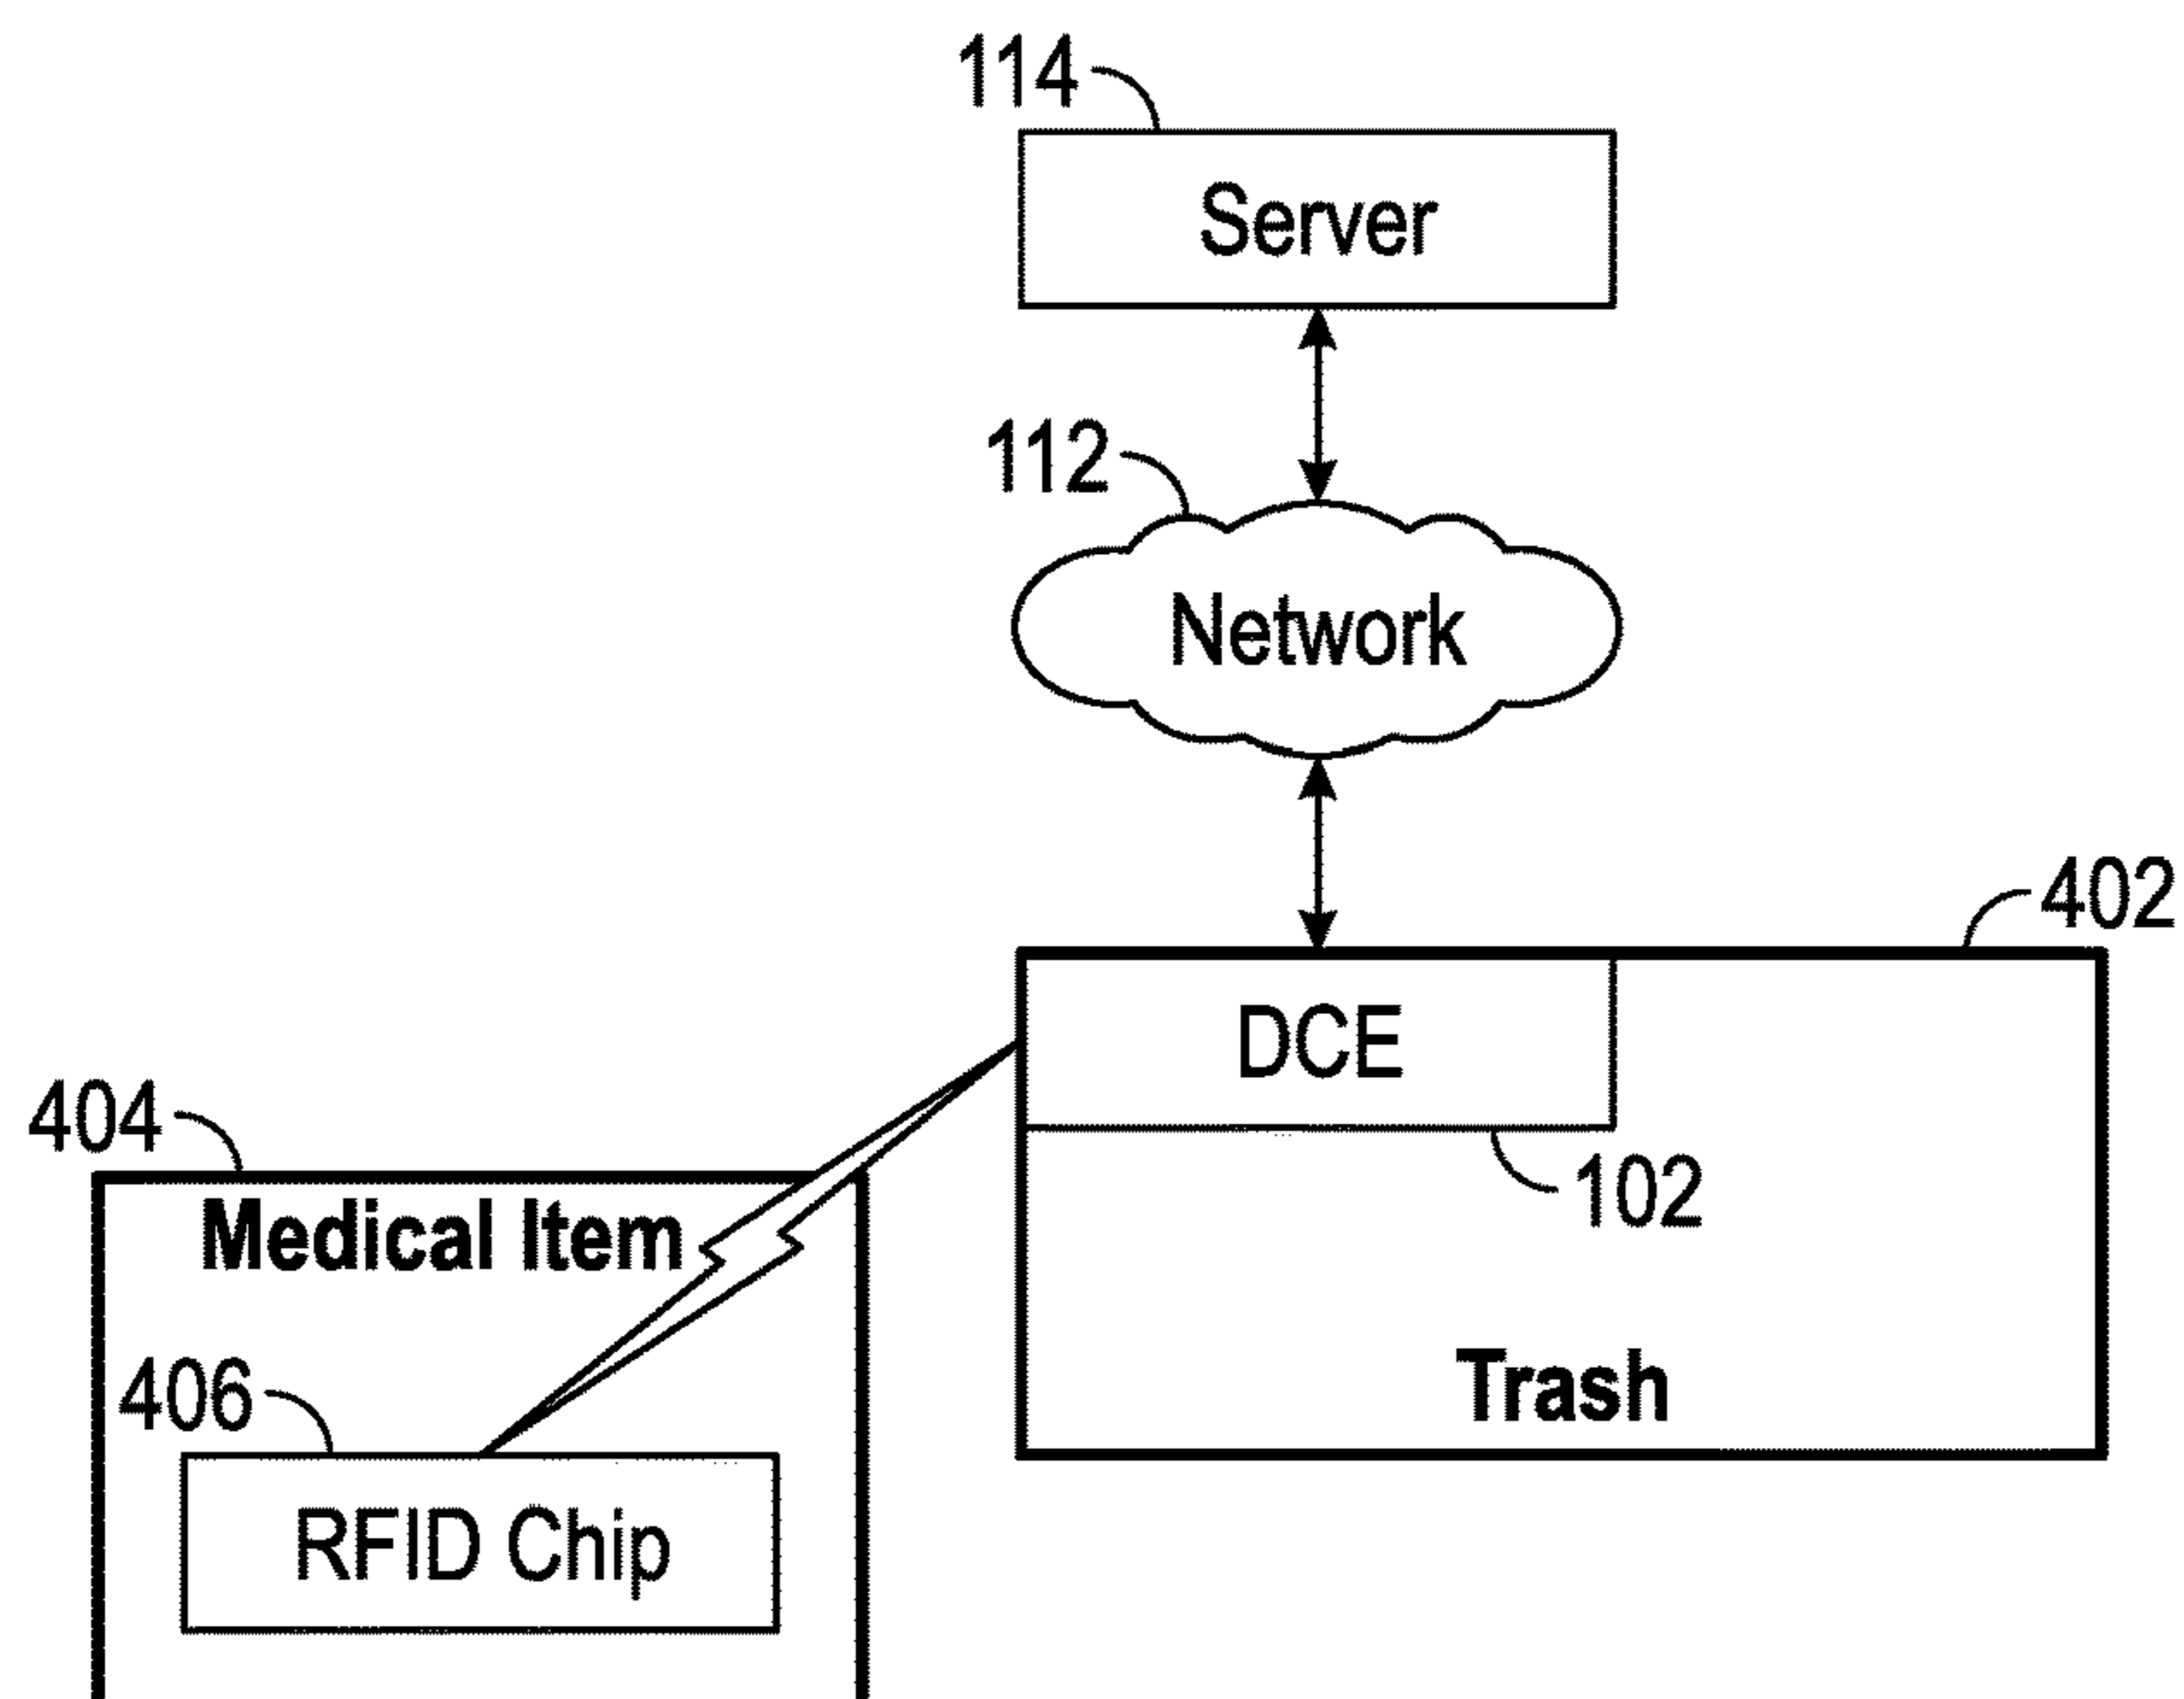 114
Server
112
Network
402
DCE
404
102
Medical Item
Trash
406
RFID Chip